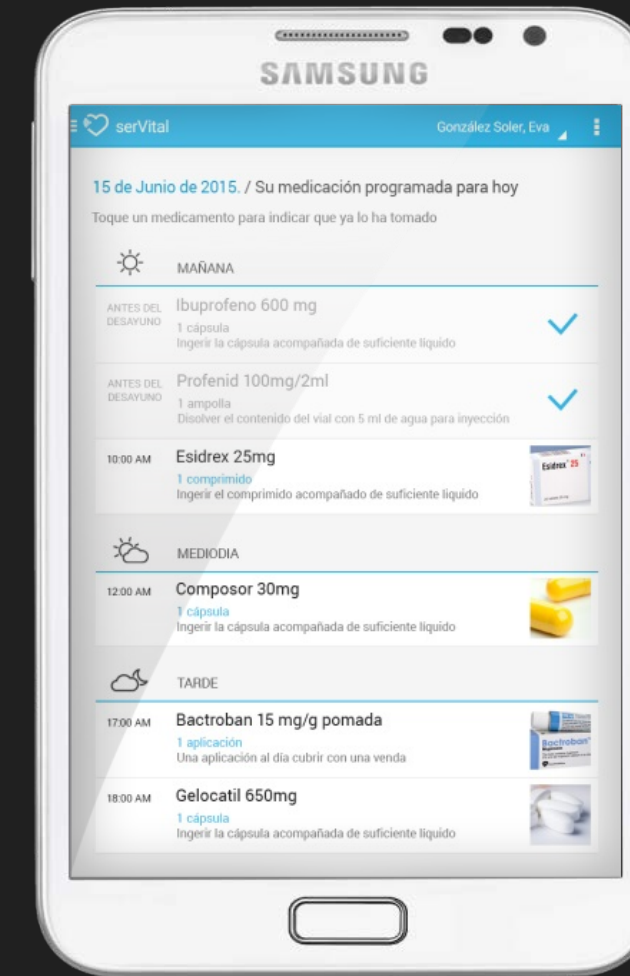 SAMSUNG
serVital
González Soler, Eva
15 de Junio de 2015. / Su medicación programada para hoy
Toque un medicamento para indicar que ya lo ha tomado
MAÑANA
ANTES DEL DESAYUNO
Ibuprofeno 600 mg
1 cápsula
Ingerir la cápsula acompañada de suficiente líquido
ANTES DEL DESAYUNO
Profenid 100mg/2ml
1 ampolla
Disolver el contenido del vial con 5 ml de agua para inyección
10:00 AM
Esidrex 25mg
1 comprimido
Ingerir el comprimido acompañado de suficiente liquido
Esidrex 25
MEDIODIA
12:00 AM
Composor 30mg
1 cápsula
Ingerir la cápsula acompañada de suficiente líquido
TARDE
17:00 AM
Bactroban 15 mg/g pomada
1 aplicación
Una aplicación al día cubrir con una venda
Bactroban
18:00 AM
Gelocatil 650mg
1 cápsula
Ingerir la cápsula acompañada de suficiente líquido